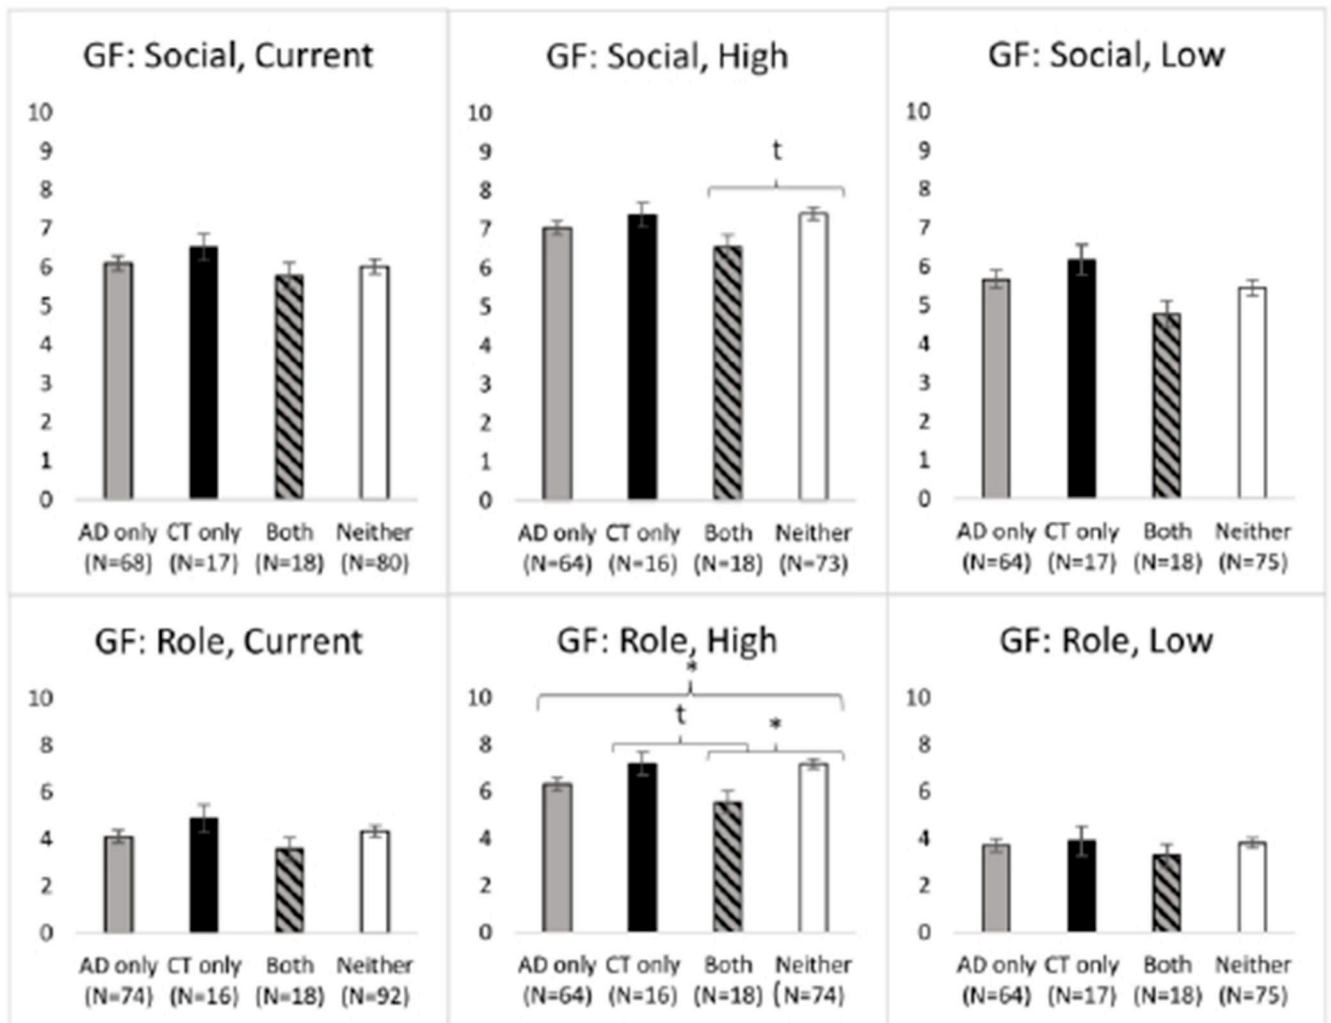 GF: Social, Current
10
9
8
7
6
5
4
3
2
1
0
AD only CT only Both Neither
(N=68) (N=17) (N=18) (N=80)
GF: Social, High
t
10
9
8
7
6
5
4
3
2
1
0
AD only CT only Both Neither
(N=64) (N=16) (N=18) (N=73)
GF: Social, Low
10
9
8
7
6
5
4
3
2
1
0
AD only CT only Both Neither
(N=64) (N=17) (N=18) (N=75)
GF: Role, Current
10
8
6
4
2
0
AD only CT only Both Neither
(N=74) (N=16) (N=18) (N=92)
GF: Role, High
*
t *
10
8
6
4
2
0
AD only CT only Both Neither
(N=64) (N=16) (N=18) (N=74)
GF: Role, Low
10
8
6
4
2
0
AD only CT only Both Neither
(N=64) (N=17) (N=18) (N=75)